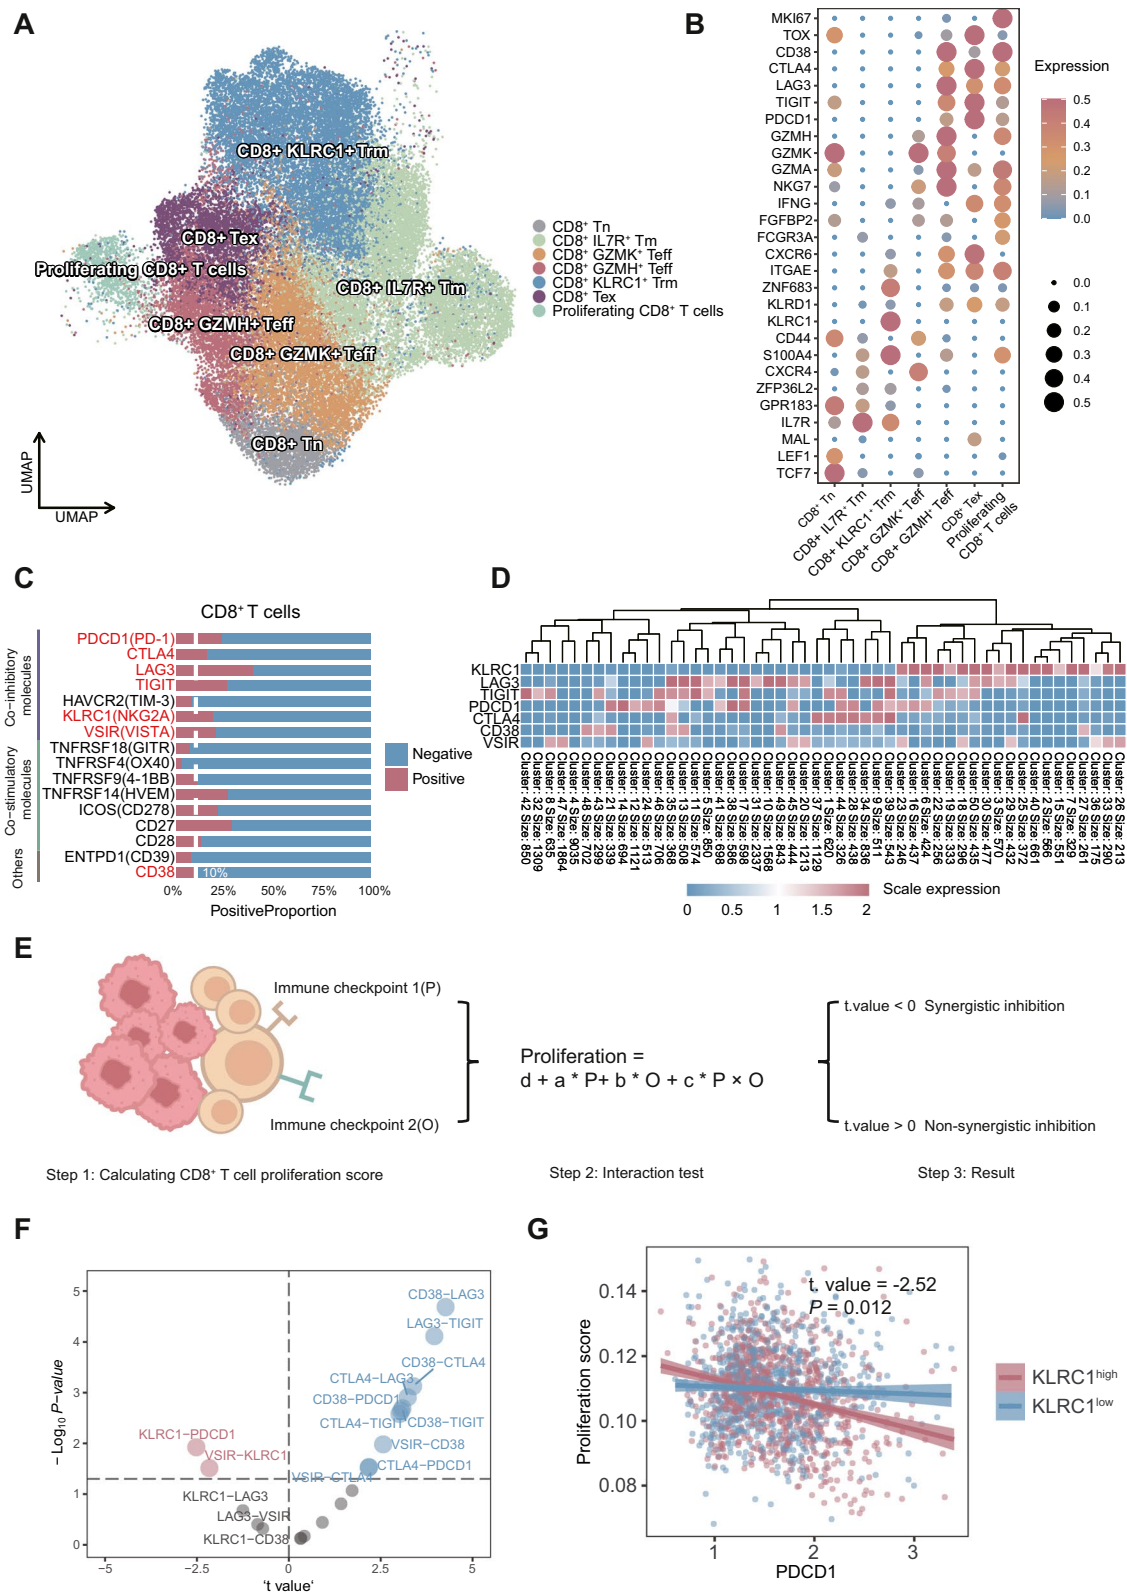 A
CD8+ KLRC1+ Trm
CD8+ Tex
Proliferating CD8+ T cells
CD8+ IL7R+ Tm
CD8+ GZMH+ Teff
CD8+ GZMK+ Teff
CD8+ Tn
UMAP
UMAP
CD8⁺ Tn
CD8⁺ IL7R⁺ Tm
CD8⁺ GZMK⁺ Teff
CD8⁺ GZMH⁺ Teff
CD8⁺ KLRC1⁺ Trm
CD8⁺ Tex
Proliferating CD8⁺ T cells
B
MKI67
TOX
CD38
CTLA4
LAG3
TIGIT
PDCD1
GZMH
GZMK
GZMA
NKG7
IFNG
FGFBP2
FCGR3A
CXCR6
ITGAE
ZNF683
KLRD1
KLRC1
CD44
S100A4
CXCR4
ZFP36L2
GPR183
IL7R
MAL
LEF1
TCF7
CD8⁺ Tn
CD8+ IL7R⁺ Tm
CD8+ KLRC1⁺ Trm
CD8+ GZMK⁺ Teff
CD8+ GZMH⁺ Teff
CD8⁺ Tex
Proliferating
CD8⁺ T cells
Expression
0.5
0.4
0.3
0.2
0.1
0.0
0.0
0.1
0.2
0.3
0.4
0.5
C
CD8⁺ T cells
Co-inhibitory
molecules
Co-stimulatory
molecules
Others
PDCD1(PD-1)
CTLA4
LAG3
TIGIT
HAVCR2(TIM-3)
KLRC1(NKG2A)
VSIR(VISTA)
TNFRSF18(GITR)
TNFRSF4(OX40)
TNFRSF9(4-1BB)
TNFRSF14(HVEM)
ICOS(CD278)
CD27
CD28
ENTPD1(CD39)
CD38
10%
0% 25% 50% 75% 100%
PositiveProportion
Negative
Positive
D
KLRC1
LAG3
TIGIT
PDCD1
CTLA4
CD38
VSIR
Scale expression
0 0.5 1 1.5 2
E
Immune checkpoint 1(P)
Immune checkpoint 2(O)
Proliferation =
d + a * P+ b * O + c * P × O
t.value < 0 Synergistic inhibition
t.value > 0 Non-synergistic inhibition
Step 1: Calculating CD8⁺ T cell proliferation score
Step 2: Interaction test
Step 3: Result
F
−Log₁₀ P−value
5
4
3
2
1
0
CD38−LAG3
LAG3−TIGIT
CD38−CTLA4
CTLA4−LAG3
CD38−PDCD1
CTLA4−TIGIT
CD38−TIGIT
VSIR−CD38
CTLA4−PDCD1
VSIR−CTLA4
KLRC1−PDCD1
VSIR−KLRC1
KLRC1−LAG3
LAG3−VSIR
KLRC1−CD38
−5 −2.5 0 2.5 5
‘t value‘
G
t. value = -2.52
P = 0.012
Proliferation score
0.14
0.12
0.10
0.08
1 2 3
PDCD1
KLRC1ʰⁱᵍʰ
KLRC1ˡᵒʷ